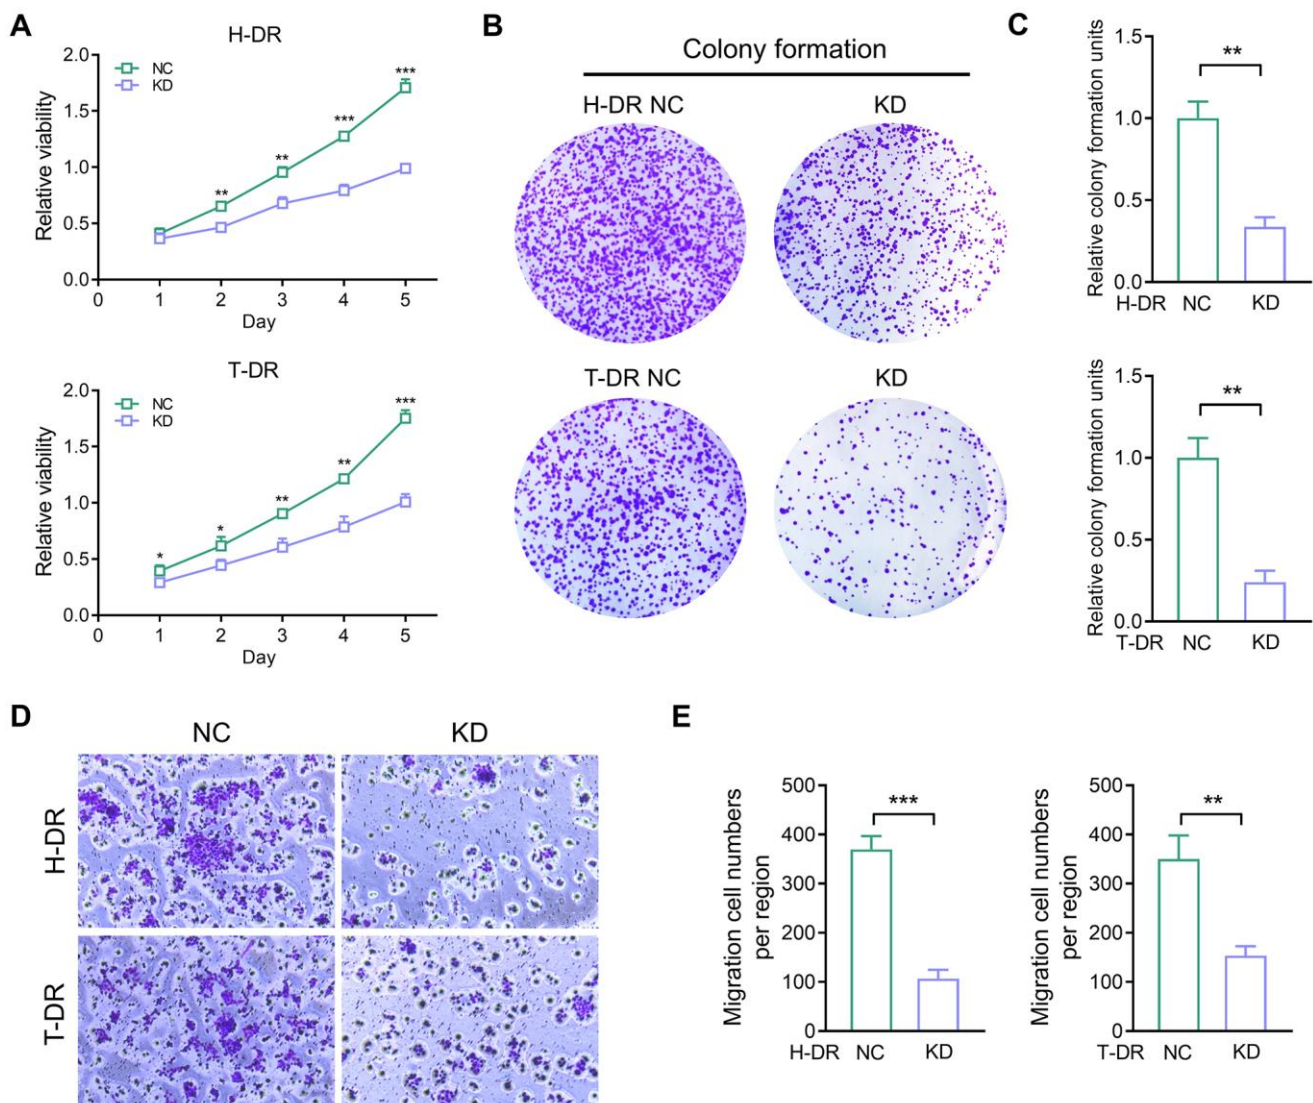 A
H-DR
2.0
1.5
1.0
0.5
0.0
Relative viability
NC
KD
**
**
***
***
0 1 2 3 4 5
Day
T-DR
2.0
1.5
1.0
0.5
0.0
Relative viability
NC
KD
*
*
**
**
***
0 1 2 3 4 5
Day
B
Colony formation
H-DR NC KD
T-DR NC KD
C
Relative colony formation units
1.5
1.0
0.5
0.0
**
H-DR NC KD
Relative colony formation units
1.5
1.0
0.5
0.0
**
T-DR NC KD
D
NC KD
H-DR
T-DR
E
Migration cell numbers
per region
500
400
300
200
100
0
***
H-DR NC KD
Migration cell numbers
per region
500
400
300
200
100
0
**
T-DR NC KD